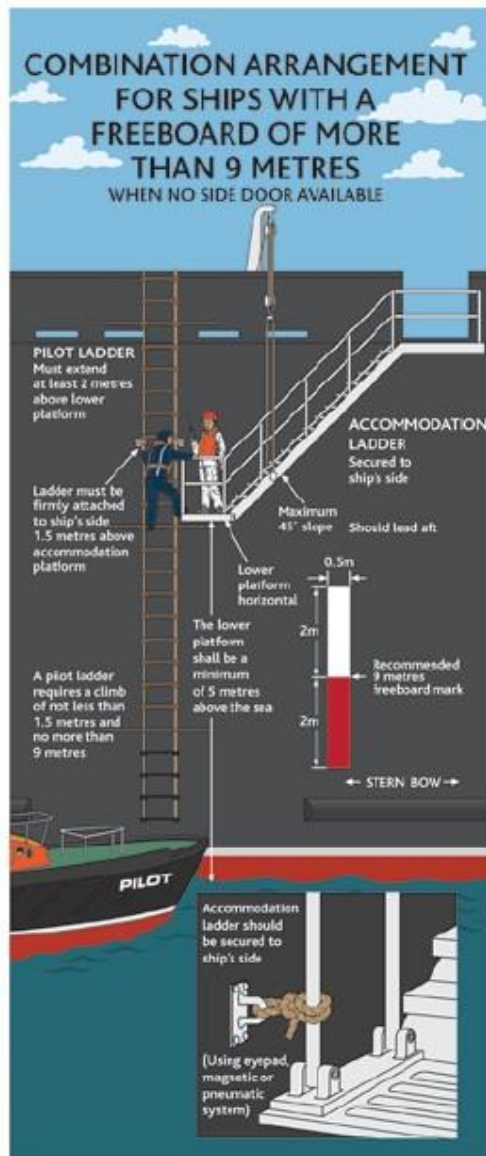 COMBINATION ARRANGEMENT
FOR SHIPS WITH A
FREEBOARD OF MORE
THAN 9 METRES
WHEN NO SIDE DOOR AVAILABLE
PILOT LADDER
Must extend
at least 2 metres
above lower
platform
Ladder must be
firmly attached
to ship's side
1.5 metres above
accommodation
platform
A pilot ladder
requires a climb
of not less than
1.5 metres and
no more than
9 metres
ACCOMMODATION
LADDER
Secured to
ship's side
Maximum
45° slope
Should lead aft
Lower
platform
horizontal
The lower
platform
shall be a
minimum
of 5 metres
above the sea
0.5m
2m
2m
Recommended
9 metres
freeboard mark
← STERN BOW →
PILOT
Accommodation
ladder should
be secured to
ship's side
(Using eyepad,
magnetic or
pneumatic
system)